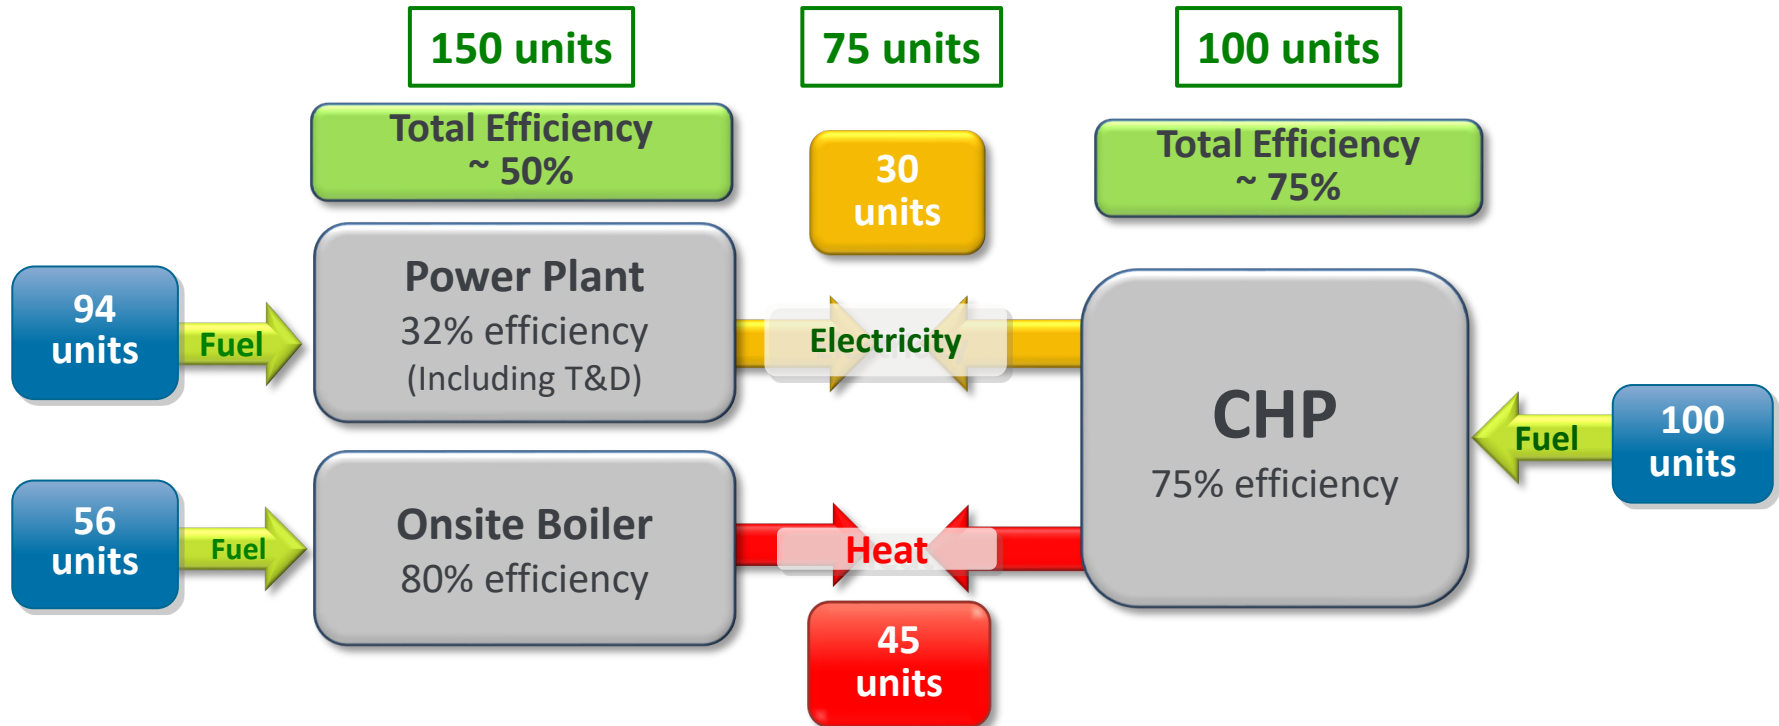 150 units
75 units
100 units
Total Efficiency
~ 50%
30
units
Total Efficiency
~ 75%
94
units
Fuel
Power Plant
32% efficiency
(Including T&D)
Electricity
CHP
75% efficiency
Fuel
100
units
56
units
Fuel
Onsite Boiler
80% efficiency
Heat
45
units